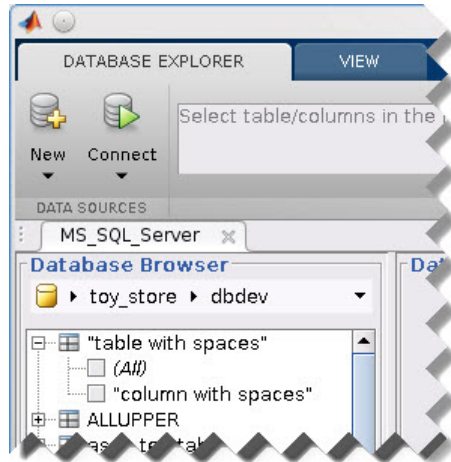 DATABASE EXPLORER VIEW
Select table/columns in the
New Connect
DATA SOURCES
MS_SQL_Server
Database Browser
toy_store dbdev
"table with spaces"
(All)
"column with spaces"
ALLUPPER